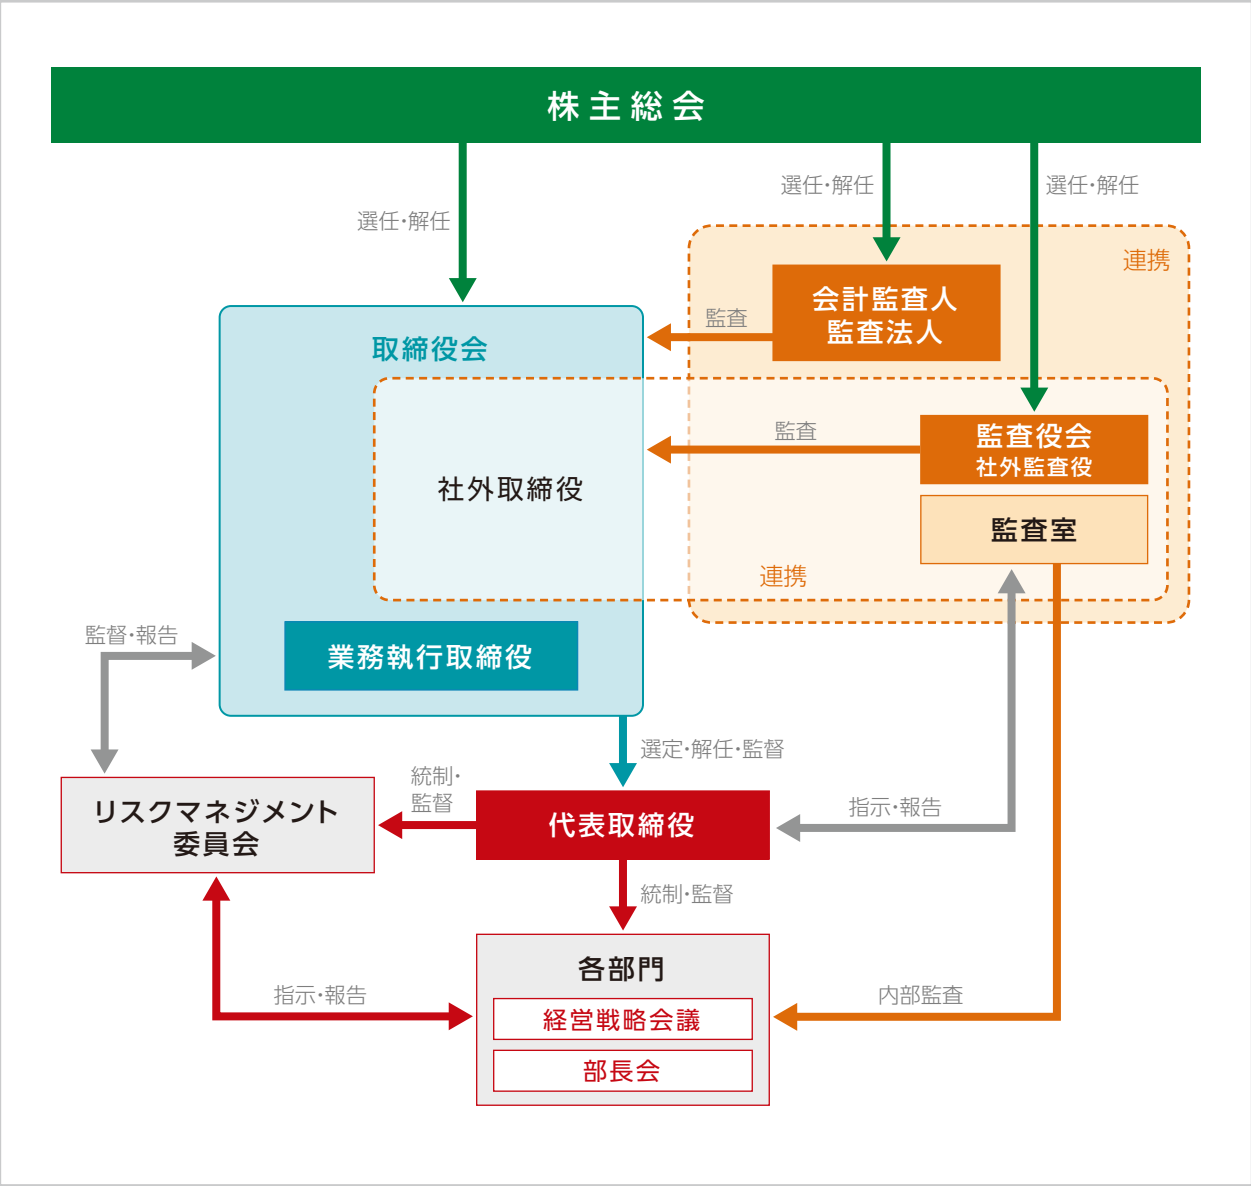 株主総会
選任・解任
選任・解任
選任・解任
連携
会計監査人
監査法人
監査
取締役会
監査
監査役会
社外監査役
社外取締役
監査室
連携
監督・報告
業務執行取締役
選定・解任・監督
統制・
監督
リスクマネジメント
委員会
代表取締役
指示・報告
統制・監督
各部門
指示・報告
内部監査
経営戦略会議
部長会